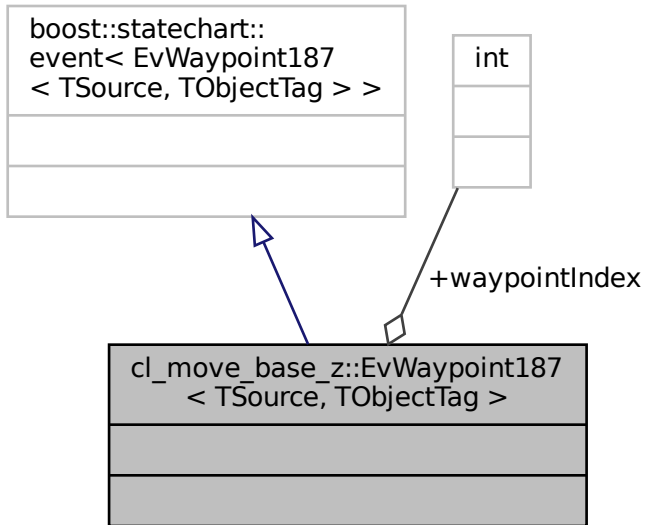 boost::statechart::
event< EvWaypoint187
< TSource, TObjectTag > >
int
+waypointIndex
cl_move_base_z::EvWaypoint187
< TSource, TObjectTag >